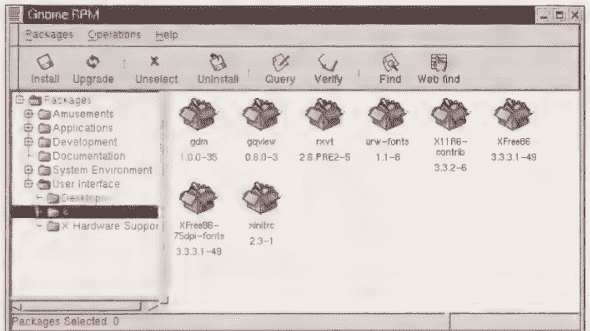 Gnome RPM
Packages Operations Help
Install Upgrade Unselect Uninstall Query Verify Find Web find
Packages
Amusements
Applications
Development
Documentation
System Environment
User Interface
Desktops
X
X Hardware Suppor
gdm
1.0.0-35
gqview
0.6.0-3
rxvt
2.6.PRE2-5
urw-fonts
1.1-8
X11R6-
contrib
3.3.2-6
XFree86
3.3.3.1-49
XFree86-
75dpi-fonts
3.3.3.1-49
xinitrc
2.3-1
Packages Selected: 0